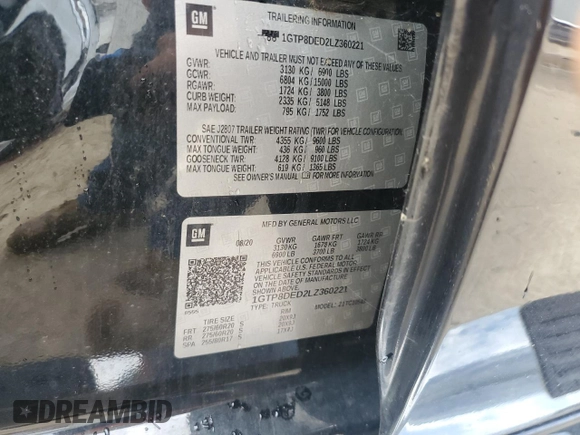 GM
TRAILERING INFORMATION
1GTP8DED2LZ360221
VEHICLE AND TRAILER MUST NOT EXCEED ANY OF THESE VALUES
GVWR: 3130 KG/ 6900 LBS
GCWR: 6804 KG/ 15000 LBS
RGAWR: 1724 KG/ 3800 LBS
CURB WEIGHT: 2335 KG/ 5148 LBS
MAX PAYLOAD: 795 KG/ 1752 LBS
SAE J2807 TRAILER WEIGHT RATING (TWR) FOR VEHICLE CONFIGURATION:
CONVENTIONAL TWR: 4355 KG/ 9600 LBS
MAX TONGUE WEIGHT: 436 KG/ 960 LBS
GOOSENECK TWR: 4128 KG/ 9100 LBS
MAX TONGUE WEIGHT: 619 KG/ 1365 LBS
SEE OWNER'S MANUAL FOR MORE INFORMATION
GM
MFD BY GENERAL MOTORS LLC
08/20 GVWR GAWR FRT GAWR RR
3130KG 1678 KG 1724 KG
6900 LB 3700 LB 3800 LB
THIS VEHICLE CONFORMS TO ALL
APPLICABLE U.S. FEDERAL MOTOR
VEHICLE SAFETY AND THEFT PREVENTION
STANDARDS IN EFFECT ON THE DATE
OF MANUFACTURE SHOWN ABOVE.
1GTP8DED2LZ360221
TYPE: TRUCK MODEL:
TIRE SIZE RIM
FRT 275/60R20 S
RR 275/60R20 S
SPA 255/80R17 S
DREAMBID